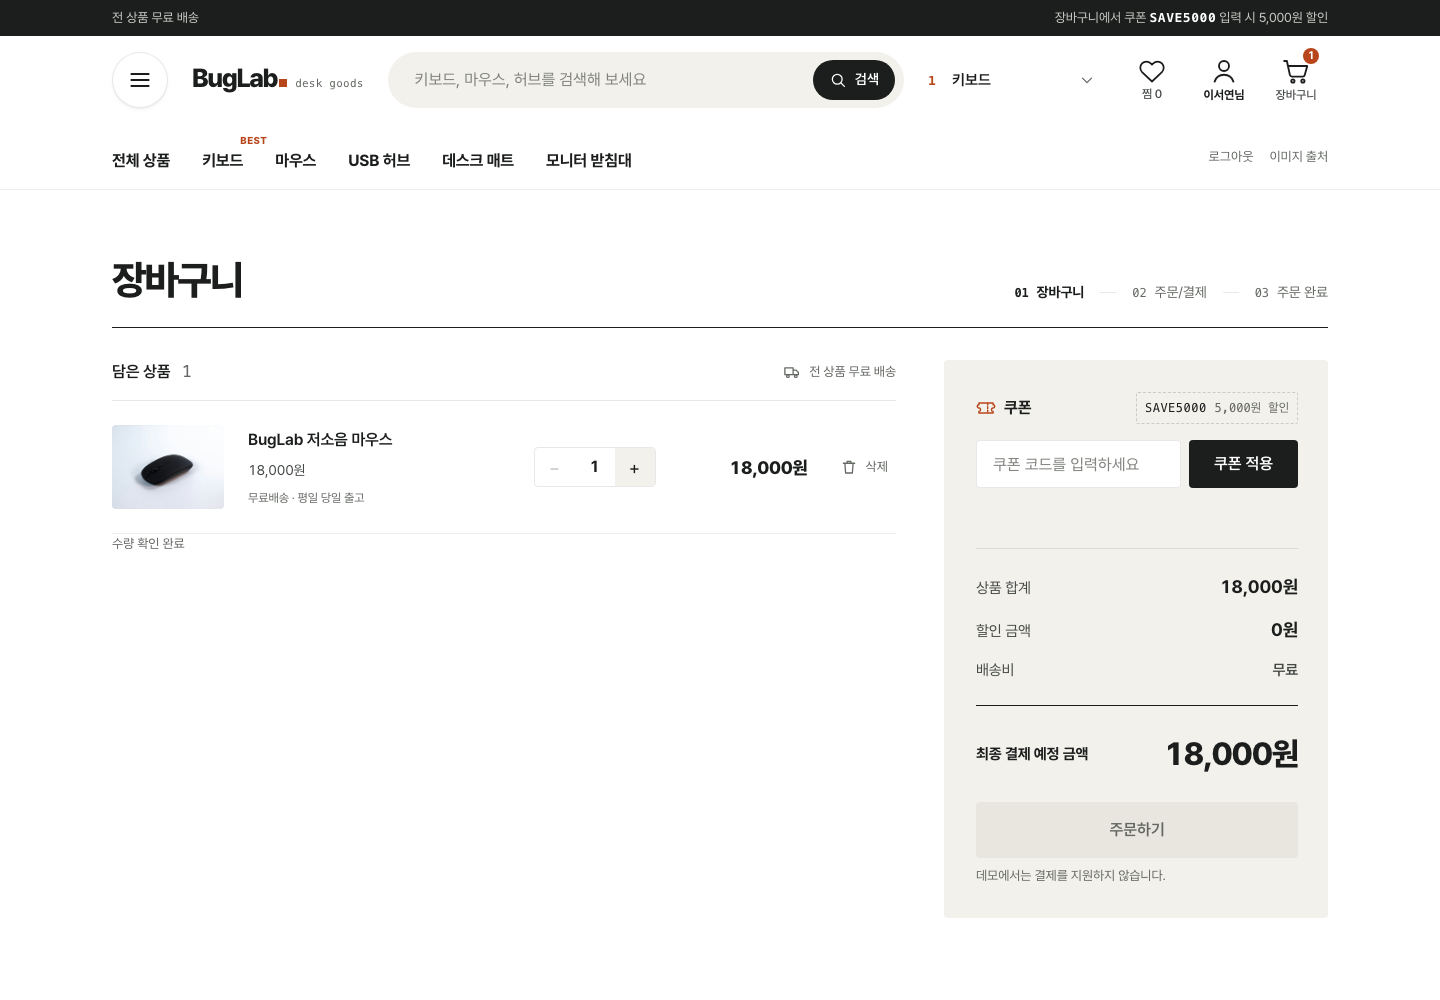 전 상품 무료 배송
장바구니에서 쿠폰 SAVE5000 입력 시 5,000원 할인
BugLab desk goods
키보드, 마우스, 허브를 검색해 보세요
검색
1 키보드
찜 0
이서연님
1
장바구니
전체 상품
키보드
BEST
마우스
USB 허브
데스크 매트
모니터 받침대
로그아웃
이미지 출처
장바구니
01 장바구니
02 주문/결제
03 주문 완료
담은 상품 1
전 상품 무료 배송
BugLab 저소음 마우스
18,000원
무료배송 · 평일 당일 출고
− 1 +
18,000원
삭제
수량 확인 완료
쿠폰
SAVE5000 5,000원 할인
쿠폰 코드를 입력하세요
쿠폰 적용
상품 합계 18,000원
할인 금액 0원
배송비 무료
최종 결제 예정 금액 18,000원
주문하기
데모에서는 결제를 지원하지 않습니다.